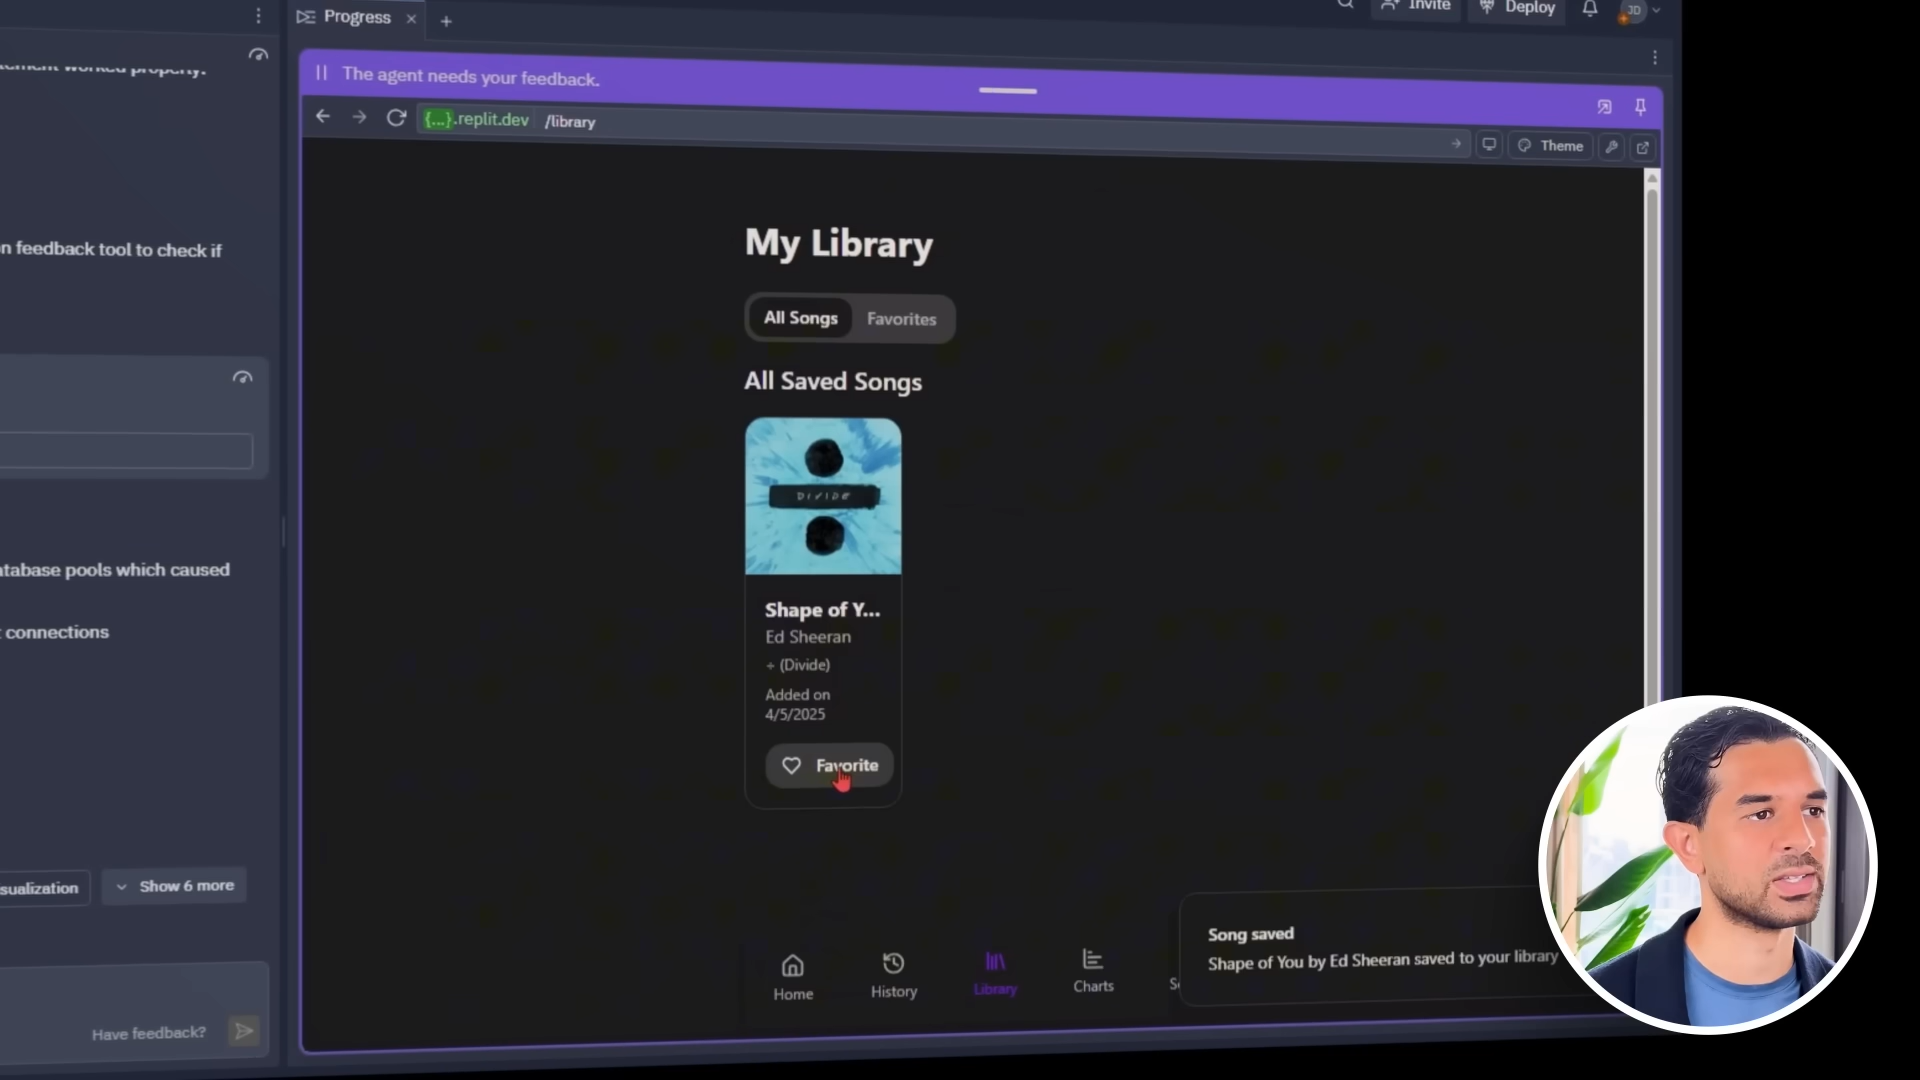 Progress
Invite
Deploy
JD
The agent needs your feedback.
{...}.replit.dev /library
Theme
worked properly.
n feedback tool to check if
My Library
All Songs
Favorites
All Saved Songs
DIVIDE
Shape of Y...
Ed Sheeran
÷ (Divide)
Added on
4/5/2025
Favorite
atabase pools which caused
connections
sualization
Show 6 more
Have feedback?
Home
History
Library
Charts
Song saved
Shape of You by Ed Sheeran saved to your library